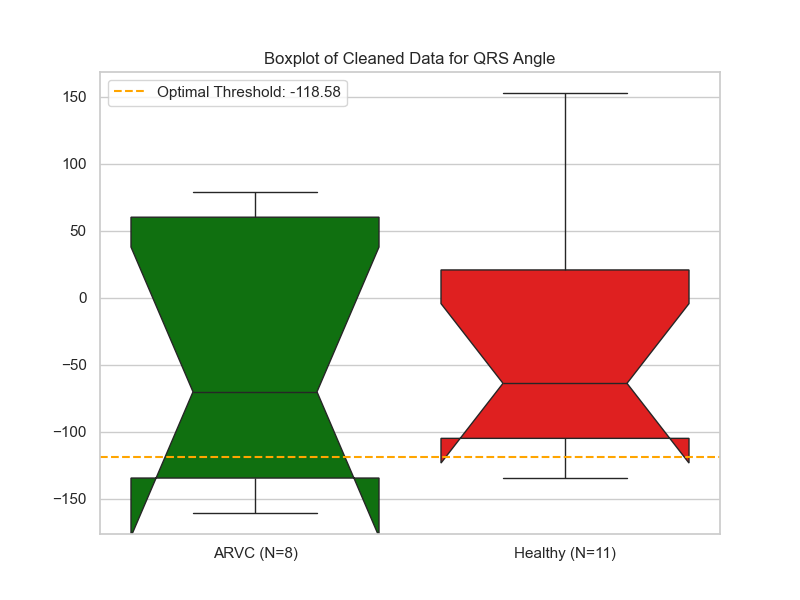 Boxplot of Cleaned Data for QRS Angle
Optimal Threshold: -118.58
150
100
50
0
−50
−100
−150
ARVC (N=8)
Healthy (N=11)